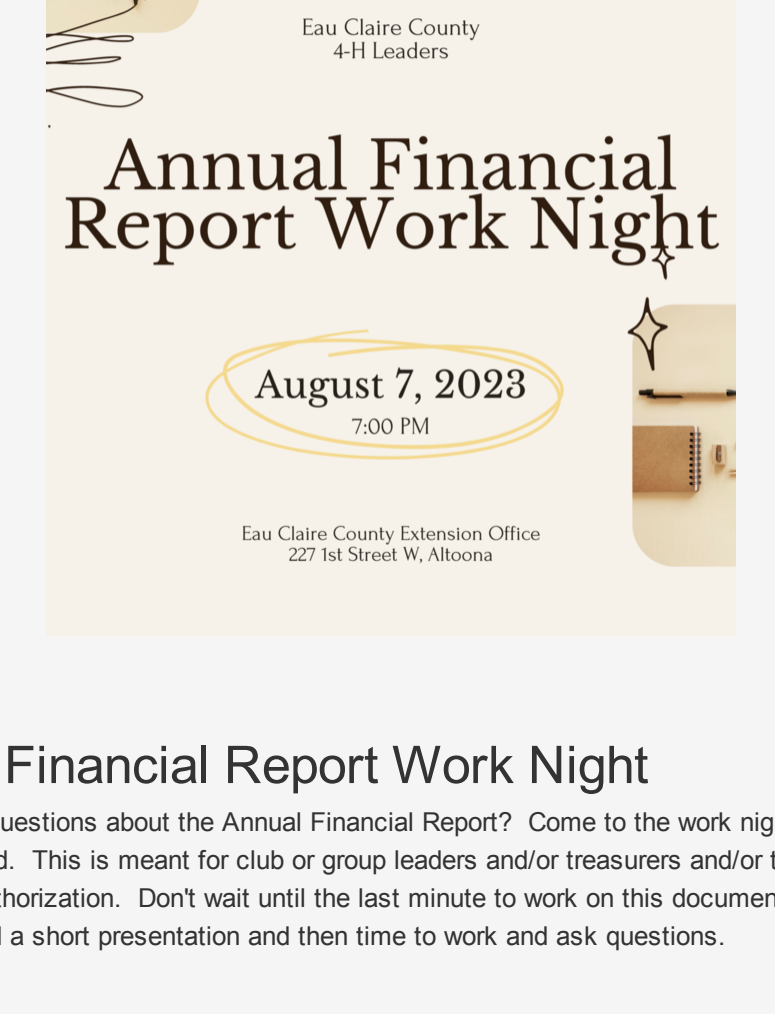 Eau Claire County
4-H Leaders
Annual Financial
Report Work Night
August 7, 2023
7:00 PM
Eau Claire County Extension Office
227 1st Street W, Altoona
Financial Report Work Night
uestions about the Annual Financial Report?  Come to the work nig
d.  This is meant for club or group leaders and/or treasurers and/or t
thorization.  Don't wait until the last minute to work on this documen
a short presentation and then time to work and ask questions.